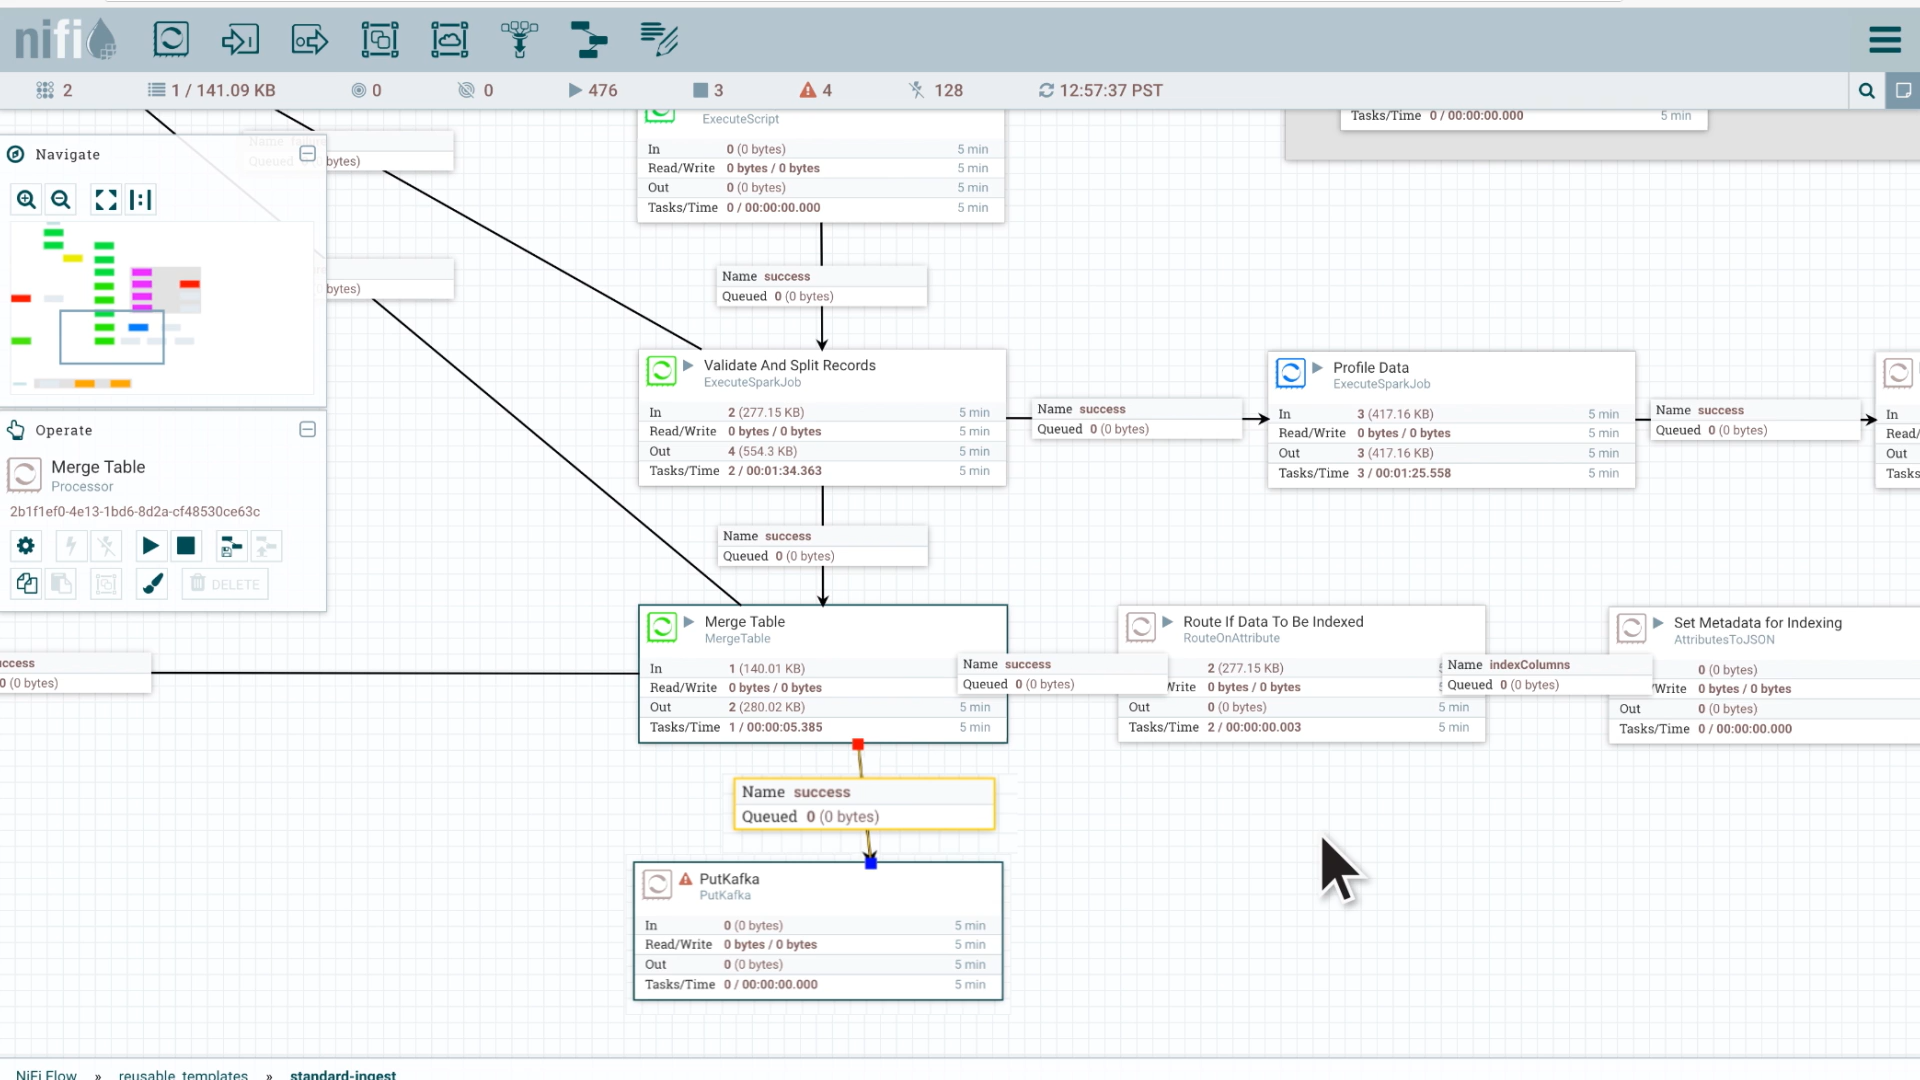 nifi
2
1 / 141.09 KB
0
0
476
3
4
128
12:57:37 PST
ExecuteScript
In 0 (0 bytes) 5 min
Read/Write 0 bytes / 0 bytes 5 min
Out 0 (0 bytes) 5 min
Tasks/Time 0 / 00:00:00.000 5 min
Tasks/Time 0 / 00:00:00.000 5 min
Navigate
Queued
bytes)
bytes)
Operate
Merge Table
Processor
2b1f1ef0-4e13-1bd6-8d2a-cf48530ce63c
DELETE
Name success
Queued 0 (0 bytes)
Validate And Split Records
ExecuteSparkJob
In 2 (277.15 KB) 5 min
Read/Write 0 bytes / 0 bytes 5 min
Out 4 (554.3 KB) 5 min
Tasks/Time 2 / 00:01:34.363 5 min
Name success
Queued 0 (0 bytes)
Profile Data
ExecuteSparkJob
In 3 (417.16 KB) 5 min
Read/Write 0 bytes / 0 bytes 5 min
Out 3 (417.16 KB) 5 min
Tasks/Time 3 / 00:01:25.558 5 min
Name success
Queued 0 (0 bytes)
In
Read/
Out
Tasks
Name success
Queued 0 (0 bytes)
ccess
0 (0 bytes)
Merge Table
MergeTable
In 1 (140.01 KB)
Read/Write 0 bytes / 0 bytes
Out 2 (280.02 KB) 5 min
Tasks/Time 1 / 00:00:05.385 5 min
Name success
Queued 0 (0 bytes)
Route If Data To Be Indexed
RouteOnAttribute
2 (277.15 KB)
Write 0 bytes / 0 bytes
Out 0 (0 bytes) 5 min
Tasks/Time 2 / 00:00:00.003 5 min
Name indexColumns
Queued 0 (0 bytes)
Set Metadata for Indexing
AttributesToJSON
0 (0 bytes)
Write 0 bytes / 0 bytes
Out 0 (0 bytes)
Tasks/Time 0 / 00:00:00.000
Name success
Queued 0 (0 bytes)
PutKafka
PutKafka
In 0 (0 bytes) 5 min
Read/Write 0 bytes / 0 bytes 5 min
Out 0 (0 bytes) 5 min
Tasks/Time 0 / 00:00:00.000 5 min
NiFi Flow » reusable_templates » standard-ingest